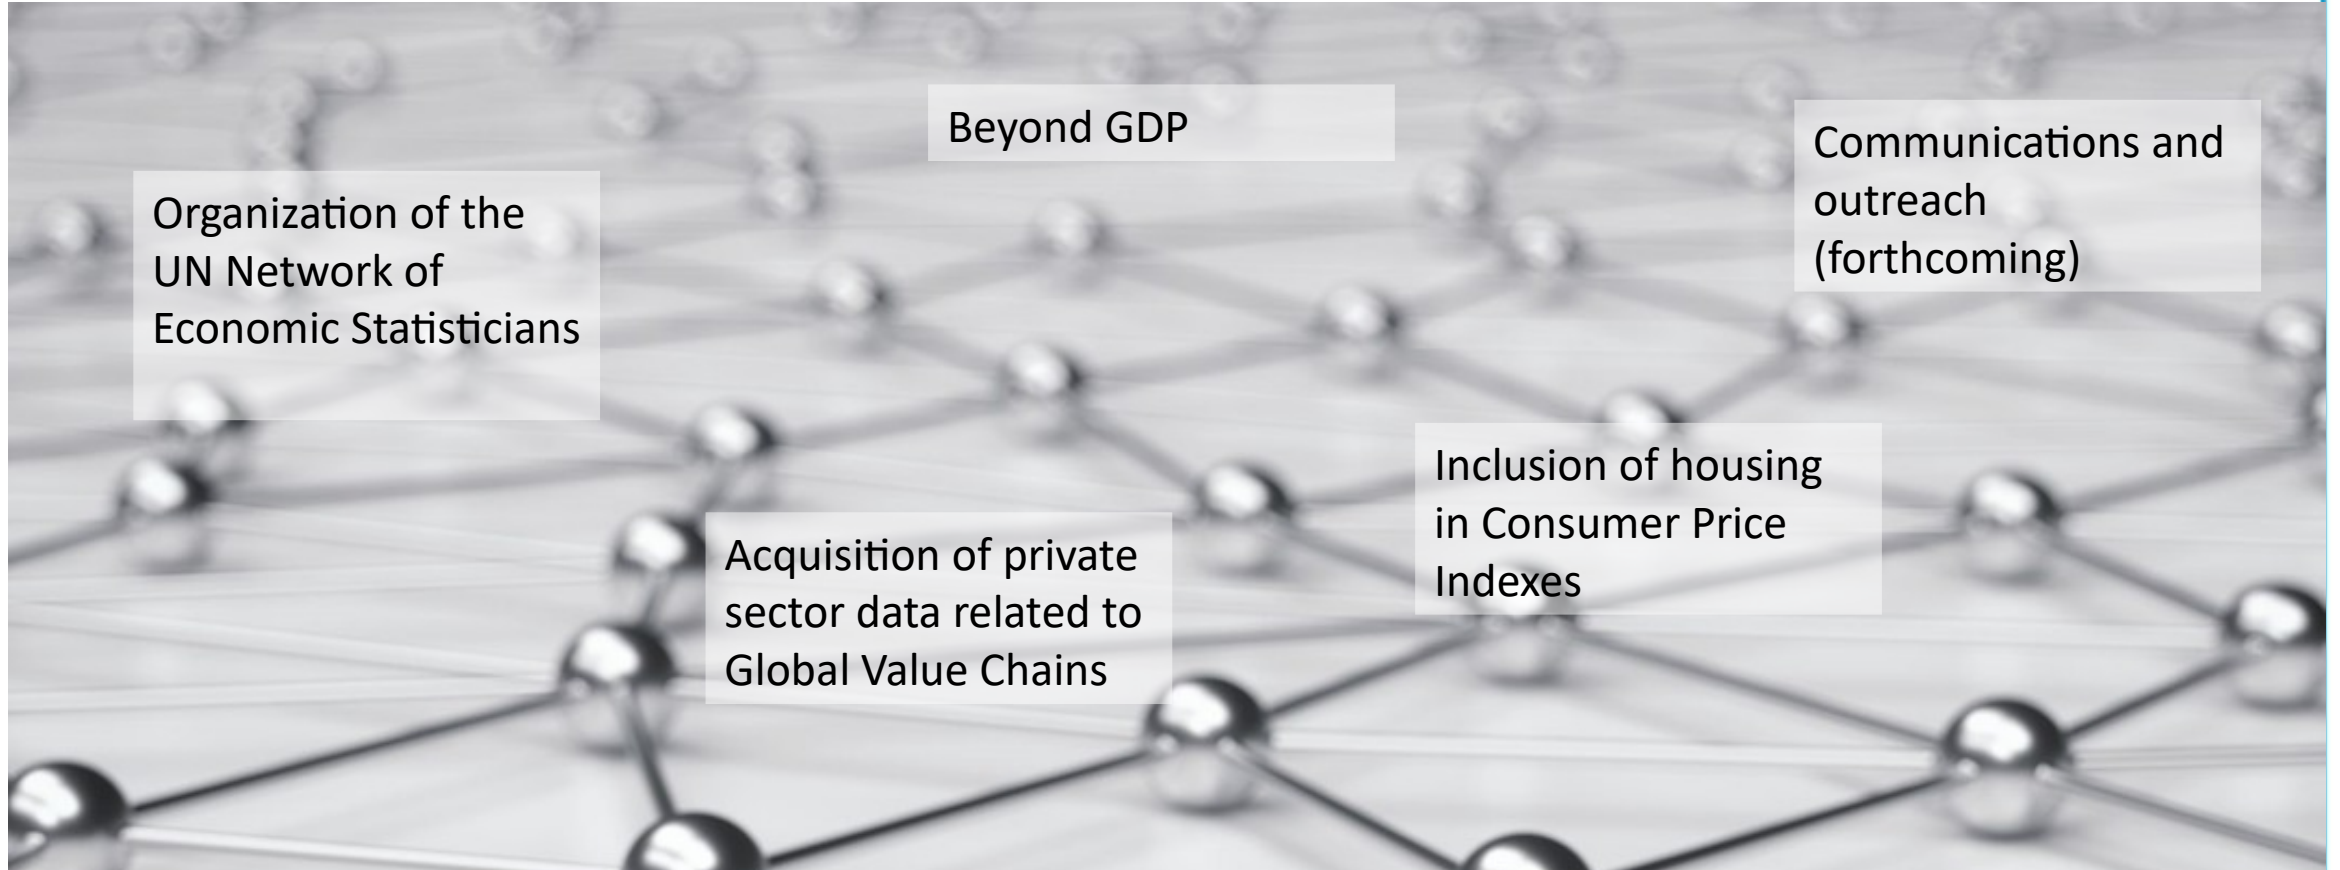 Organization of the
UN Network of
Economic Statisticians
Beyond GDP
Communications and
outreach
(forthcoming)
Acquisition of private
sector data related to
Global Value Chains
Inclusion of housing
in Consumer Price
Indexes